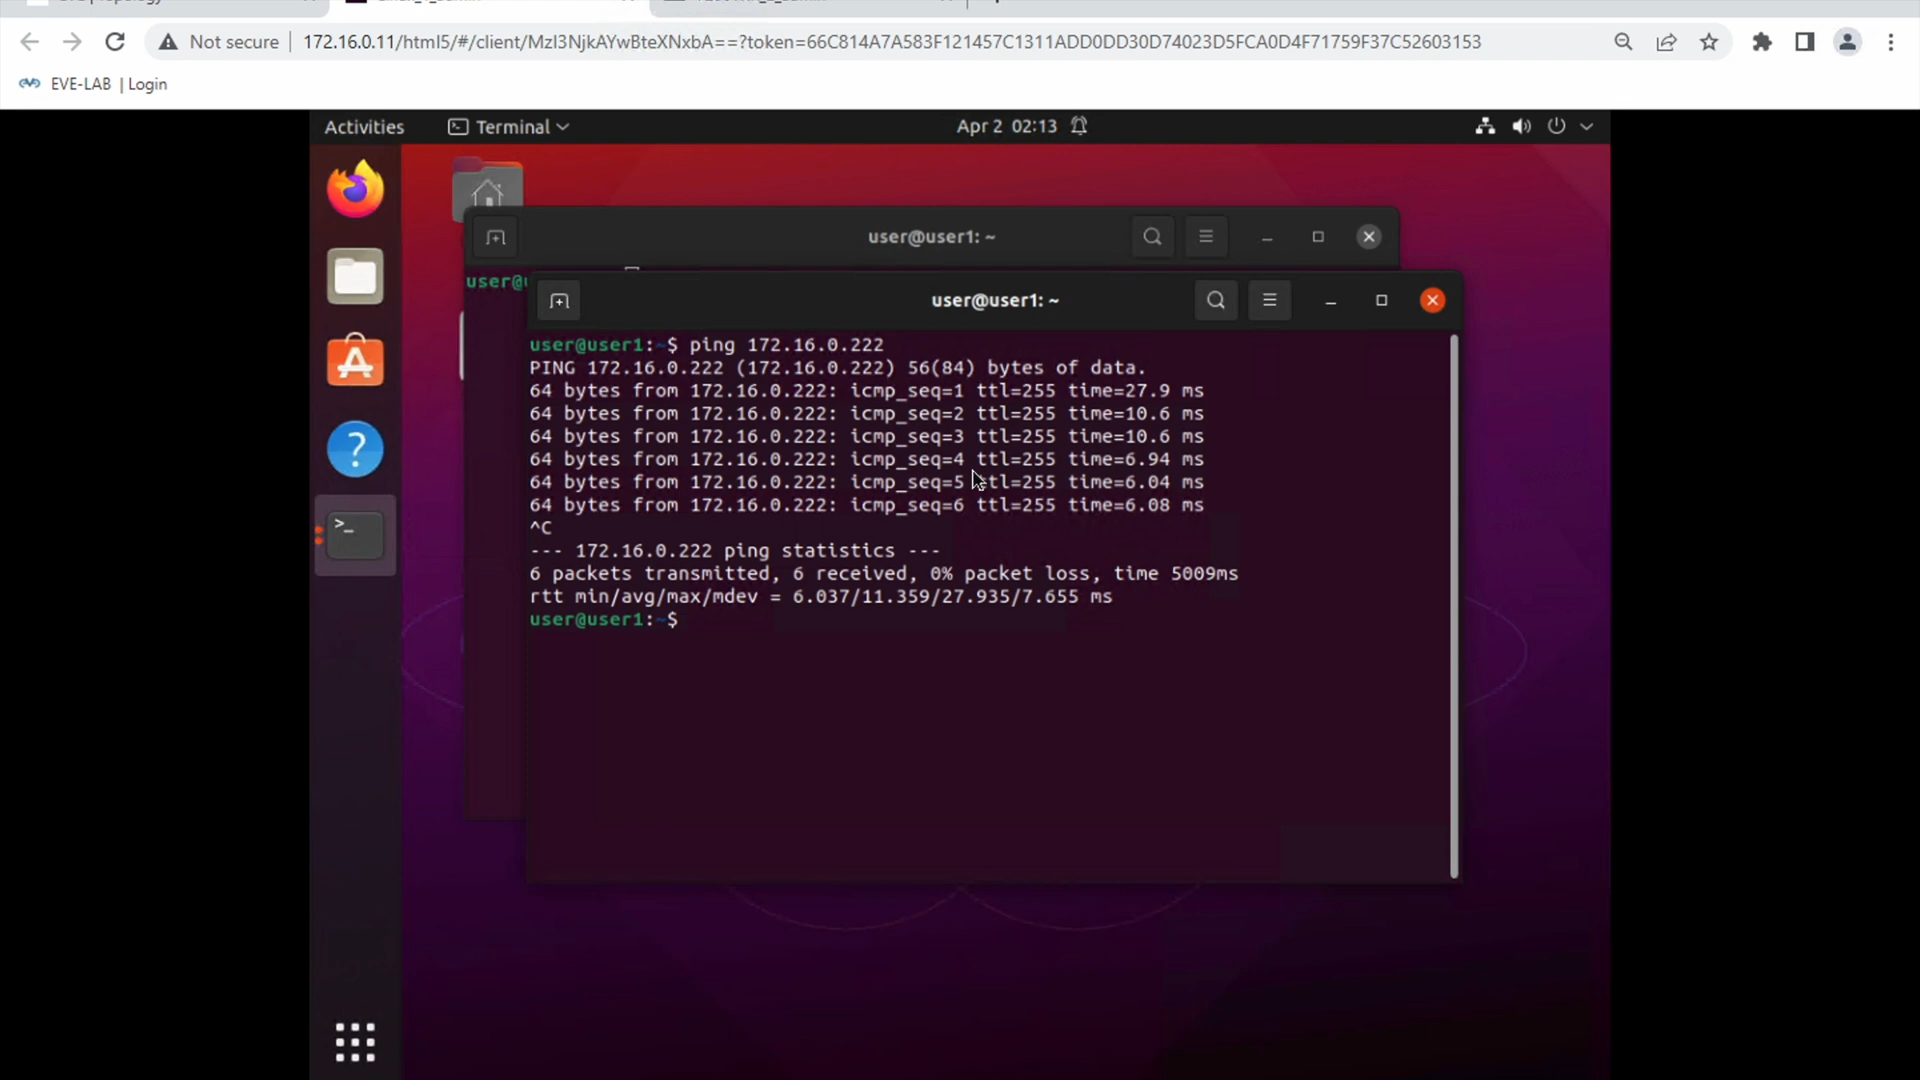 Not secure
172.16.0.11/html5/#/client/MzI3NjkAYwBteXNxbA==?token=66C814A7A583F121457C1311ADD0DD30D74023D5FCA0D4F71759F37C52603153
EVE-LAB | Login
Activities
Terminal
Apr 2 02:13
user@user1: ~
user@u
user@user1: ~
user@user1:~$ ping 172.16.0.222
PING 172.16.0.222 (172.16.0.222) 56(84) bytes of data.
64 bytes from 172.16.0.222: icmp_seq=1 ttl=255 time=27.9 ms
64 bytes from 172.16.0.222: icmp_seq=2 ttl=255 time=10.6 ms
64 bytes from 172.16.0.222: icmp_seq=3 ttl=255 time=10.6 ms
64 bytes from 172.16.0.222: icmp_seq=4 ttl=255 time=6.94 ms
64 bytes from 172.16.0.222: icmp_seq=5 ttl=255 time=6.04 ms
64 bytes from 172.16.0.222: icmp_seq=6 ttl=255 time=6.08 ms
^C
--- 172.16.0.222 ping statistics ---
6 packets transmitted, 6 received, 0% packet loss, time 5009ms
rtt min/avg/max/mdev = 6.037/11.359/27.935/7.655 ms
user@user1:~$